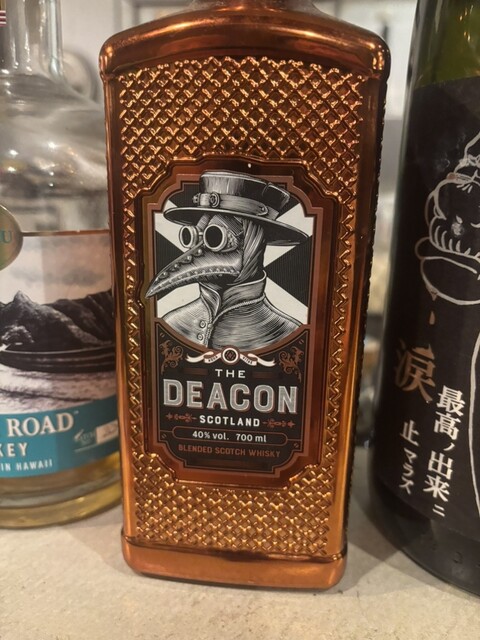 ROAD
KEY
IN HAWAII
THE
DEACON
SCOTLAND
40% vol. 700 ml
BLENDED SCOTCH WHISKY
涙
最高ノ出来ニ
止マラズ